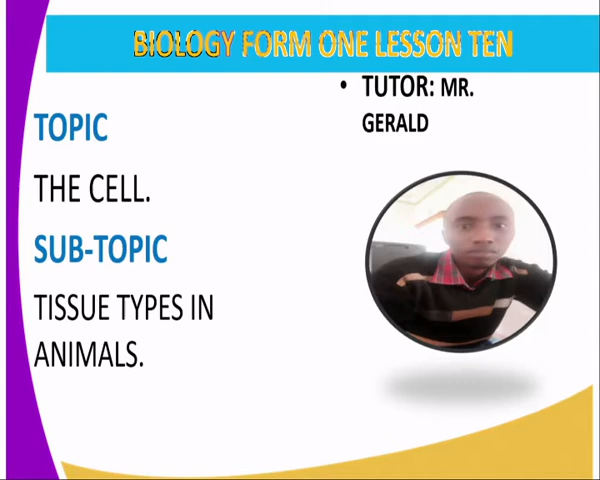 BIOLOGY FORM ONE LESSON TEN
TOPIC
THE CELL.
SUB-TOPIC
TISSUE TYPES IN
ANIMALS.
• TUTOR: MR.
GERALD